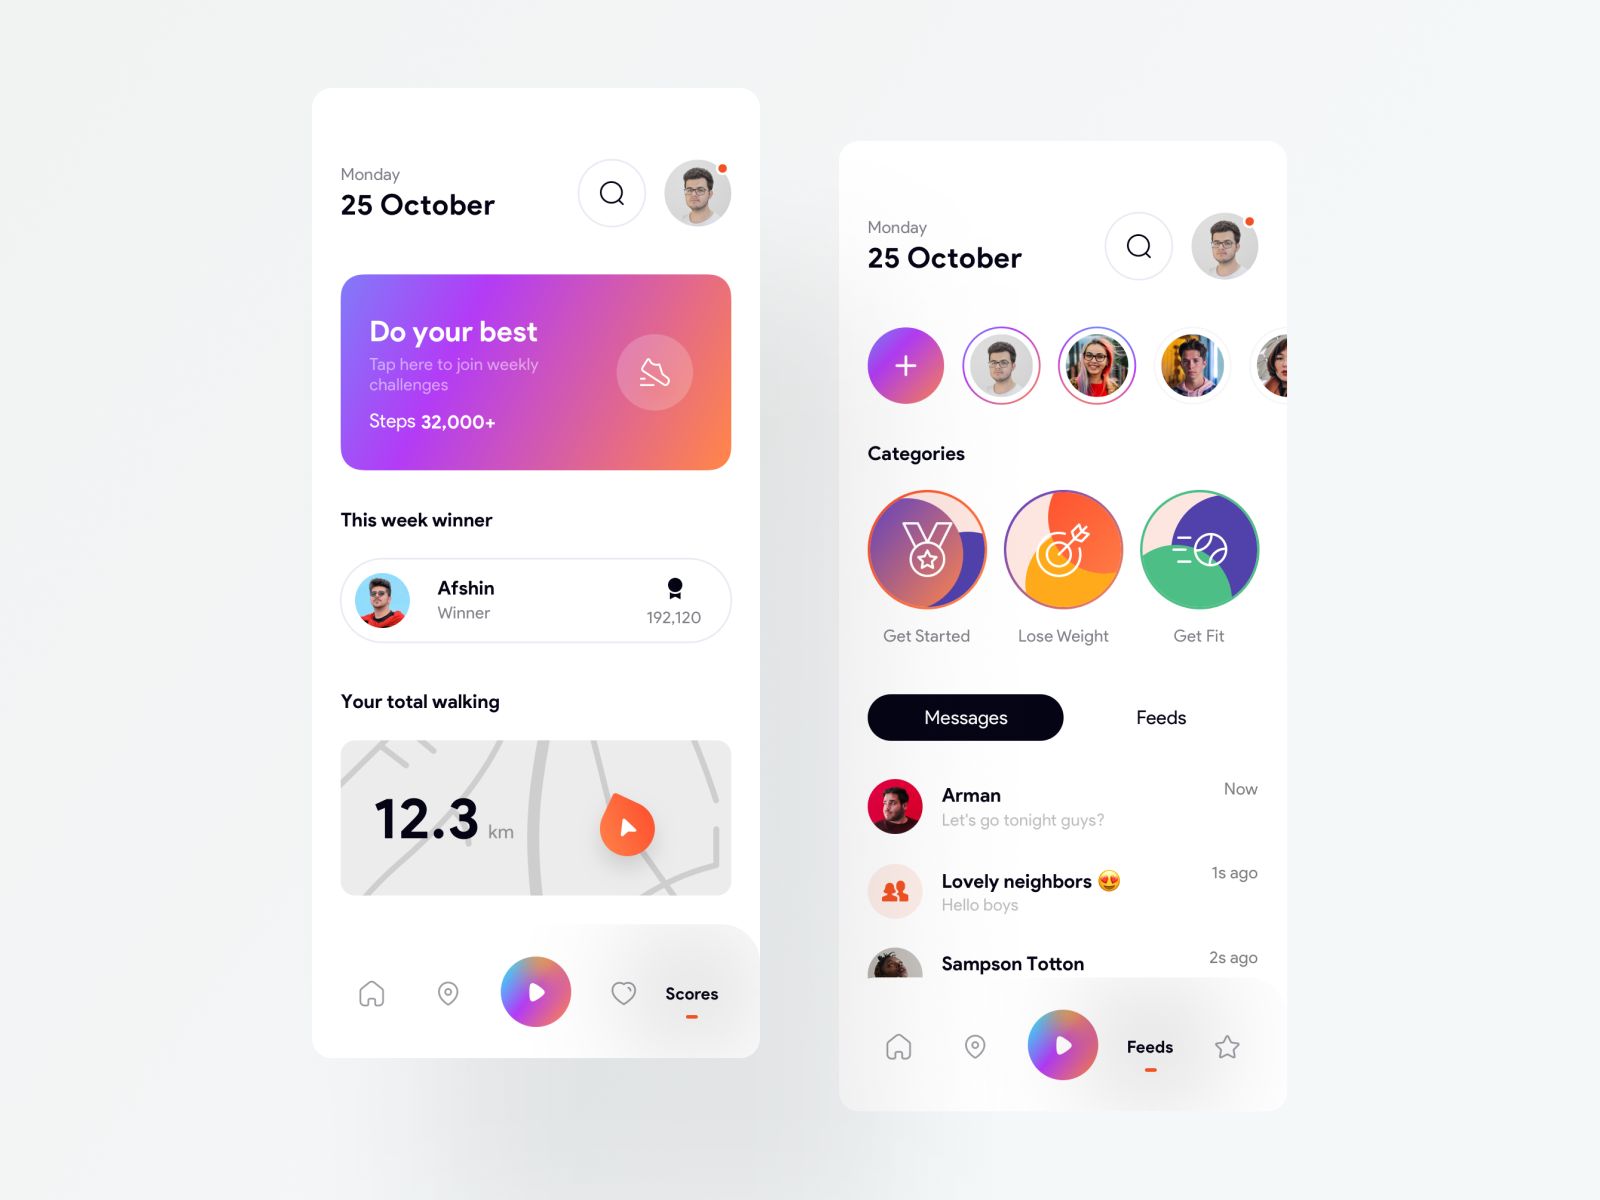 Monday
25 October
Do your best
Tap here to join weekly
challenges
Steps 32,000+
This week winner
Afshin
Winner
192,120
Your total walking
12.3 km
Scores
Monday
25 October
Categories
Get Started
Lose Weight
Get Fit
Messages
Feeds
Arman
Now
Let's go tonight guys?
Lovely neighbors 😍
1s ago
Hello boys
Sampson Totton
2s ago
Feeds